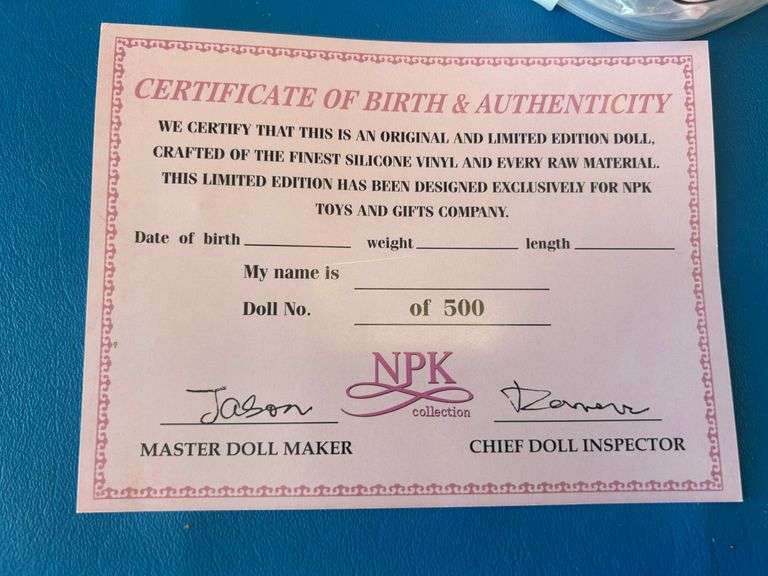 CERTIFICATE OF BIRTH & AUTHENTICITY
WE CERTIFY THAT THIS IS AN ORIGINAL AND LIMITED EDITION DOLL,
CRAFTED OF THE FINEST SILICONE VINYL AND EVERY RAW MATERIAL.
THIS LIMITED EDITION HAS BEEN DESIGNED EXCLUSIVELY FOR NPK
TOYS AND GIFTS COMPANY.
Date of birth weight length
My name is
Doll No. of 500
NPK
collection
Jason
MASTER DOLL MAKER
CHIEF DOLL INSPECTOR